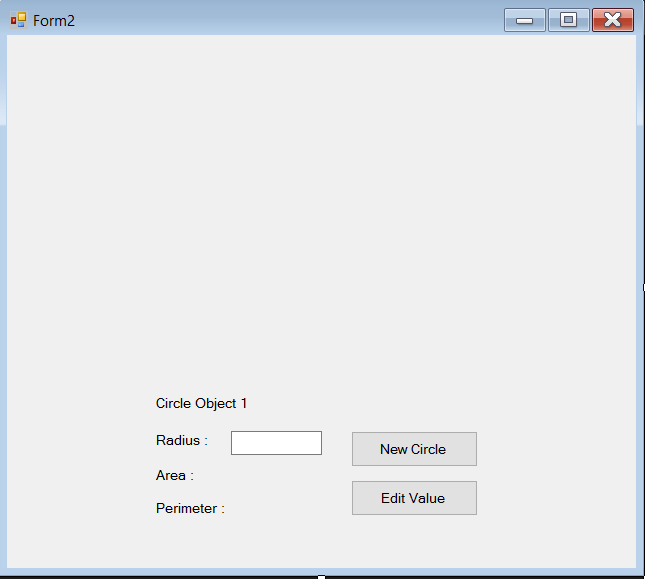 Form2
Circle Object 1
Radius :
New Circle
Area :
Edit Value
Perimeter :